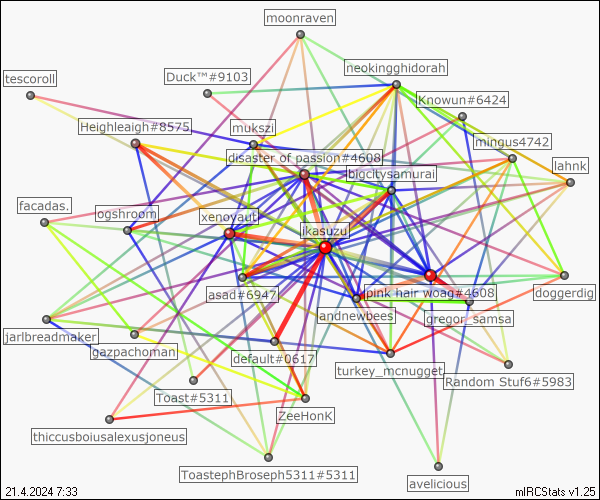 moonraven
neokingghidorah
tescoroll
Duck™#9103
Knowun#6424
Heighleaigh#8575
mukszi
mingus4742
disaster of passion#4608
lahnk
bigcitysamurai
facadas.
ogshroom
xenoyaut
ikasuzu
asad#6947
pink hair woag#4608
doggerdig
andrewbees
gregor_samsa
jarlbreadmaker
gazpachoman
default#0617
turkey_mcnugget
Random Stuf6#5983
Toast#5311
ZeeHonK
thiccusboiusalexusjoneus
ToastephBroseph5311#5311
avelicious
21.4.2024 7:33
mIRCStats v1.25